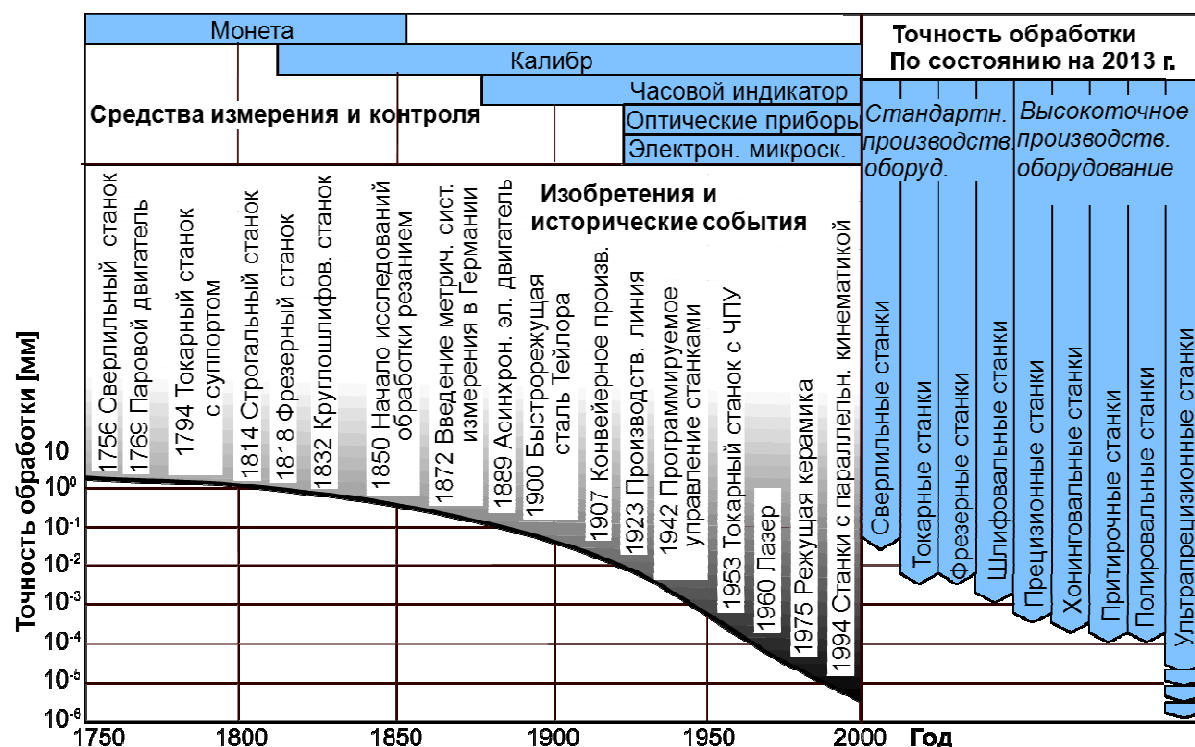 Монета
Калибр
Часовой индикатор
Оптические приборь
Электрон. микроск.
Средства измерения и контроля
Точность обработки
По состоянию на 2013 г.
Стандартн.
производств.
оборуд.
Высокоточное
производств.
оборудование
Изобретения и
исторические события
1756 Сверлильный станок
1769 Паровой двигатель
1794 Токарный станок
с суппортом
1814 Строгальный станок
1818 Фрезерный станок
1832 Круглошлифов. станок
1850 Начало исследований
обработки резанием
1872 Введение метрич. сист.
измерения в Германии
1889 Асинхрон. эл. двигатель
1900 Быстрорежущая
сталь Тейлора
1907 Конвейерное произв.
1923 Производств. линия
1942 Программируемое
управление станками
1953 Токарный станок с ЧПУ
1960 Лазер
1975 Режущая керамика
1994 Станки с параллельн. кинематикой
Сверлильные станки
Токарные станки
Фрезерные станки
Шлифовальные станки
Прецизионные станки
Хонинговальные станки
Притирочные станки
Полировальные станки
Ультрапрецизионные станки
Точность обработки [мм]
10
10⁰
10⁻¹
10⁻²
10⁻³
10⁻⁴
10⁻⁵
10⁻⁶
1750
1800
1850
1900
1950
2000
Год